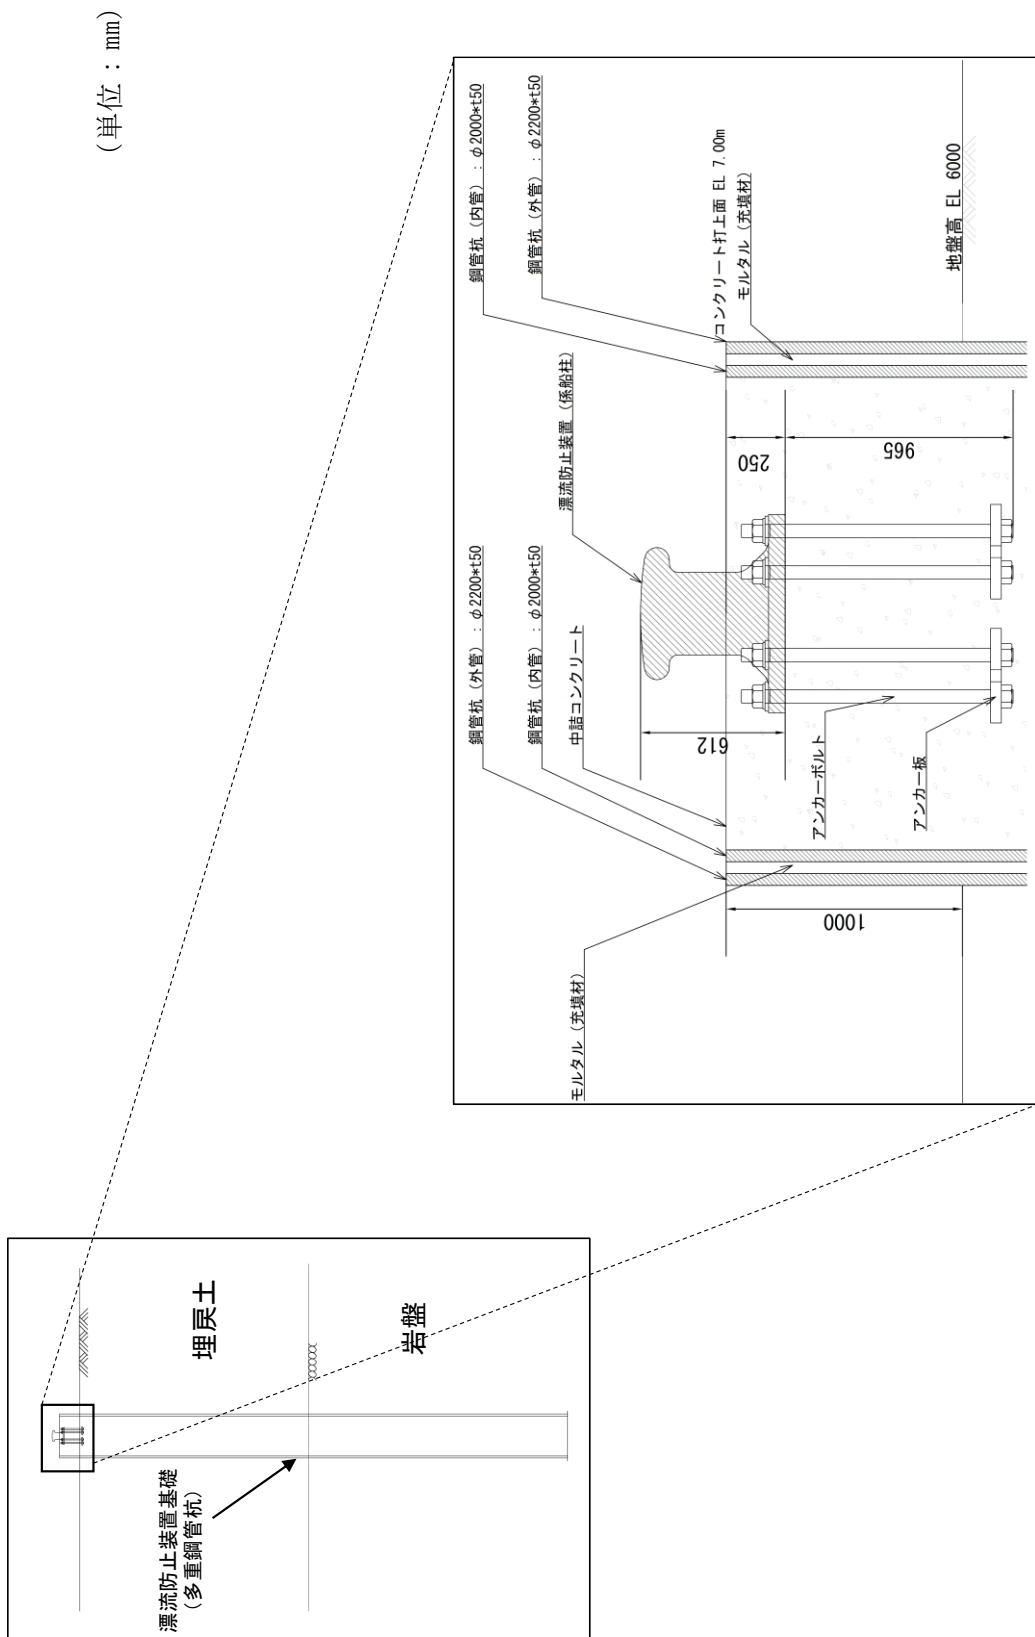 (単位：mm)
鋼管杭（内管）：φ2000*t50
鋼管杭（外管）：φ2200*t50
コンクリート打上面 EL 7.00m
モルタル（充填材）
地盤高 EL 6000
漂流防止装置（係船柱）
250
965
鋼管杭（外管）：φ2200*t50
鋼管杭（内管）：φ2000*t50
中詰コンクリート
612
アンカーボルト
アンカー板
1000
モルタル（充填材）
埋戻土
岩盤
漂流防止装置基礎
（多重鋼管杭）